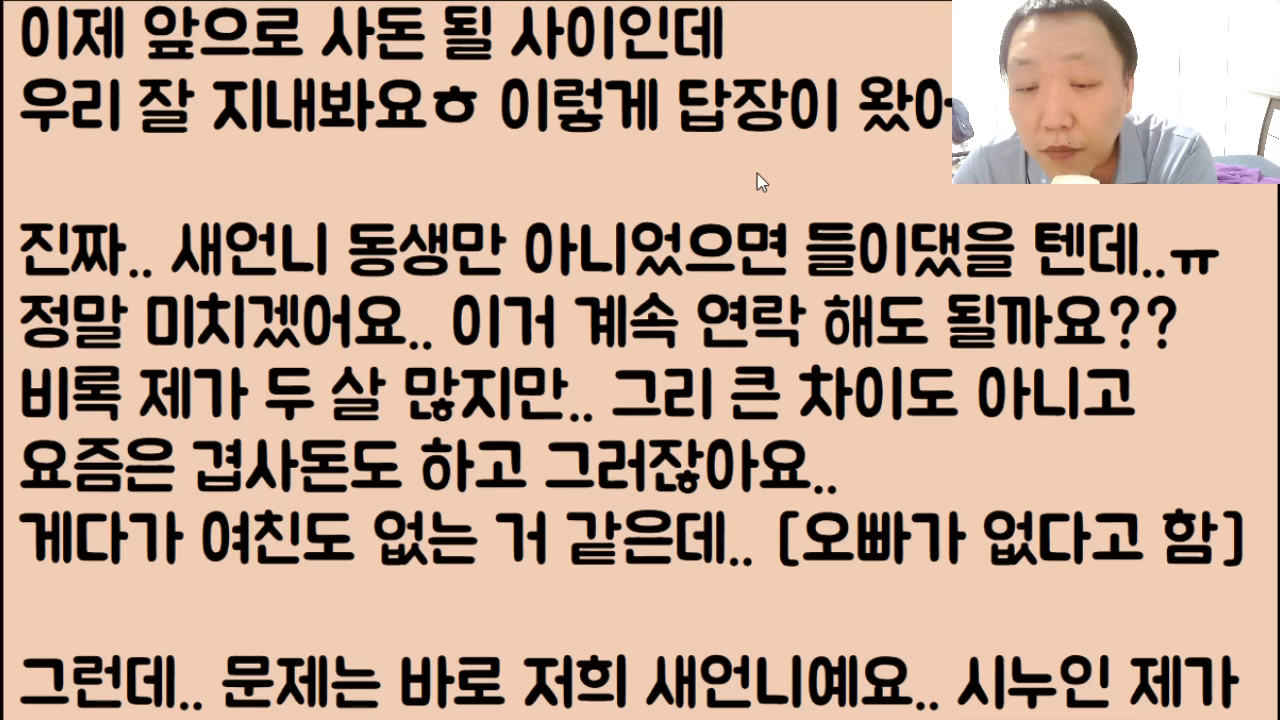 이제 앞으로 사돈 될 사이인데
우리 잘 지내봐요ㅎ 이렇게 답장이 왔어
진짜.. 새언니 동생만 아니었으면 들이댔을 텐데..ㅠ
정말 미치겠어요.. 이거 계속 연락 해도 될까요??
비록 제가 두 살 많지만.. 그리 큰 차이도 아니고
요즘은 겹사돈도 하고 그러잖아요..
게다가 여친도 없는 거 같은데.. [오빠가 없다고 함]
그런데.. 문제는 바로 저희 새언니예요.. 시누인 제가